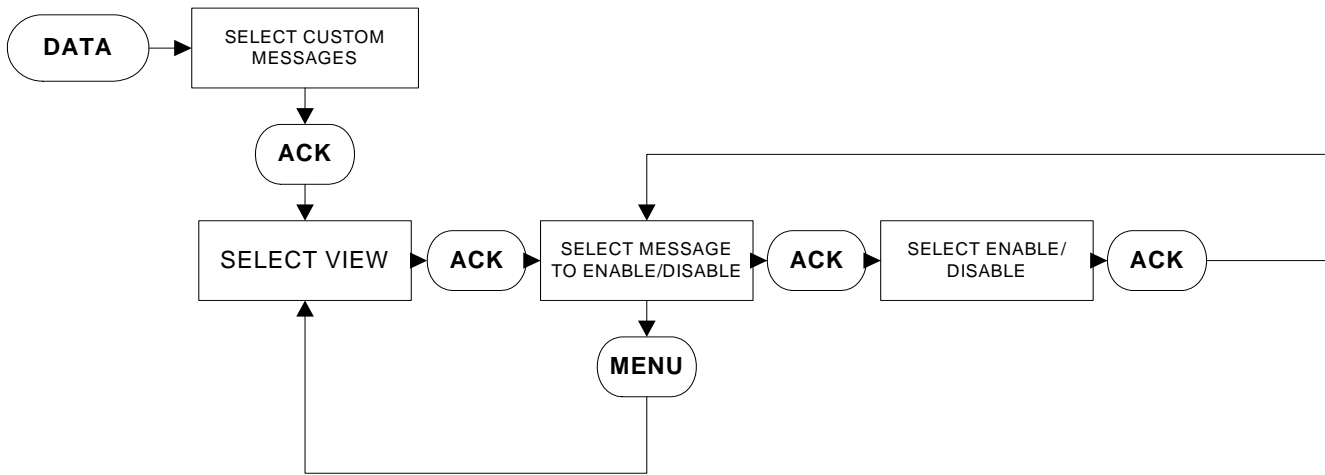 DATA
SELECT CUSTOM
MESSAGES
ACK
SELECT VIEW
ACK
SELECT MESSAGE
TO ENABLE/DISABLE
ACK
SELECT ENABLE/
DISABLE
ACK
MENU